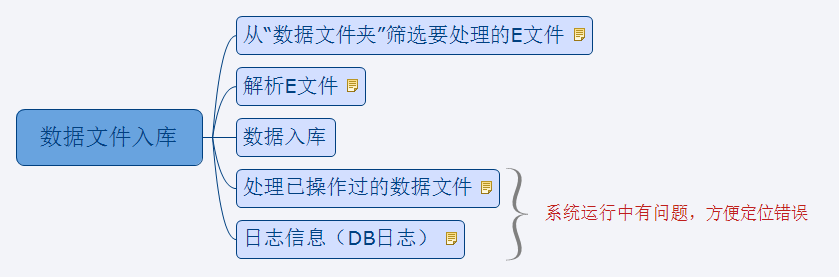 从“数据文件夹”筛选要处理的E文件
解析E文件
数据文件入库
数据入库
处理已操作过的数据文件
系统运行中有问题，方便定位错误
日志信息（DB日志）